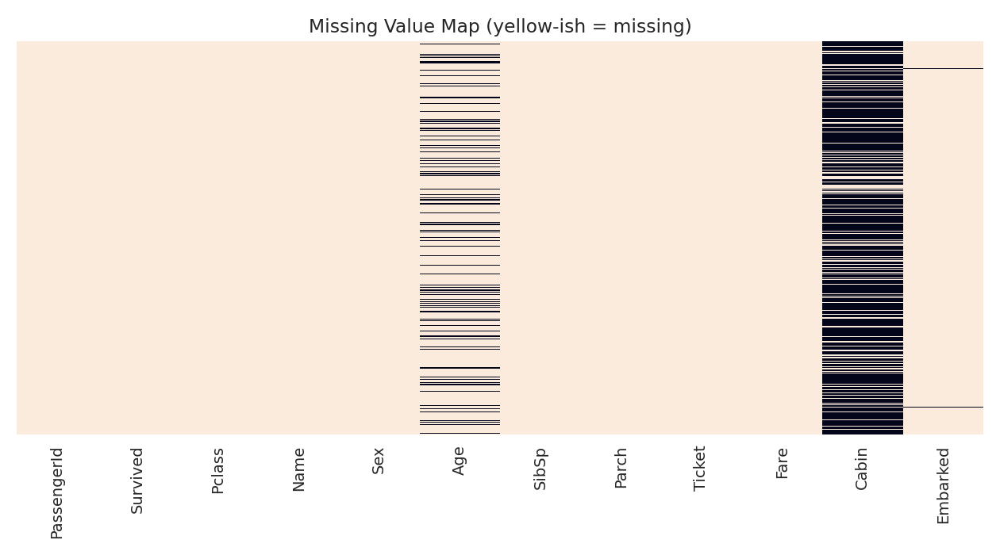 Missing Value Map (yellow-ish = missing)
PassengerId
Survived
Pclass
Name
Sex
Age
SibSp
Parch
Ticket
Fare
Cabin
Embarked